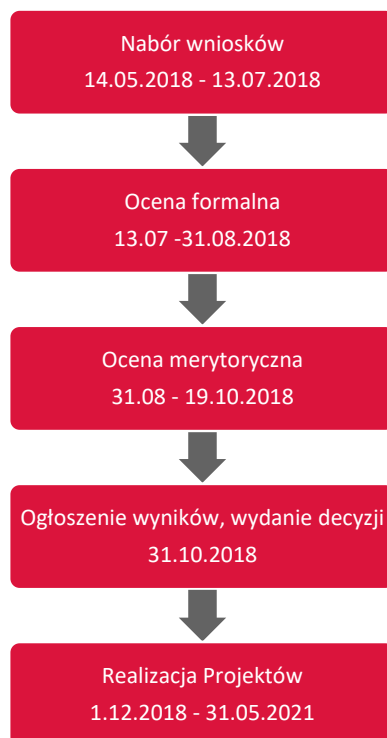 Nabór wniosków
14.05.2018 - 13.07.2018
Ocena formalna
13.07 -31.08.2018
Ocena merytoryczna
31.08 - 19.10.2018
Ogłoszenie wyników, wydanie decyzji
31.10.2018
Realizacja Projektów
1.12.2018 - 31.05.2021